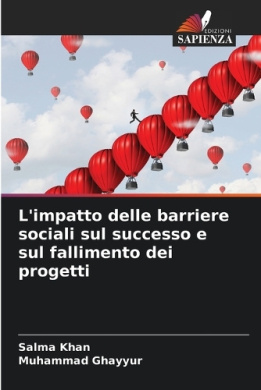 EDIZIONI
SAPIENZA
L'impatto delle barriere
sociali sul successo e
sul fallimento dei
progetti
Salma Khan
Muhammad Ghayyur